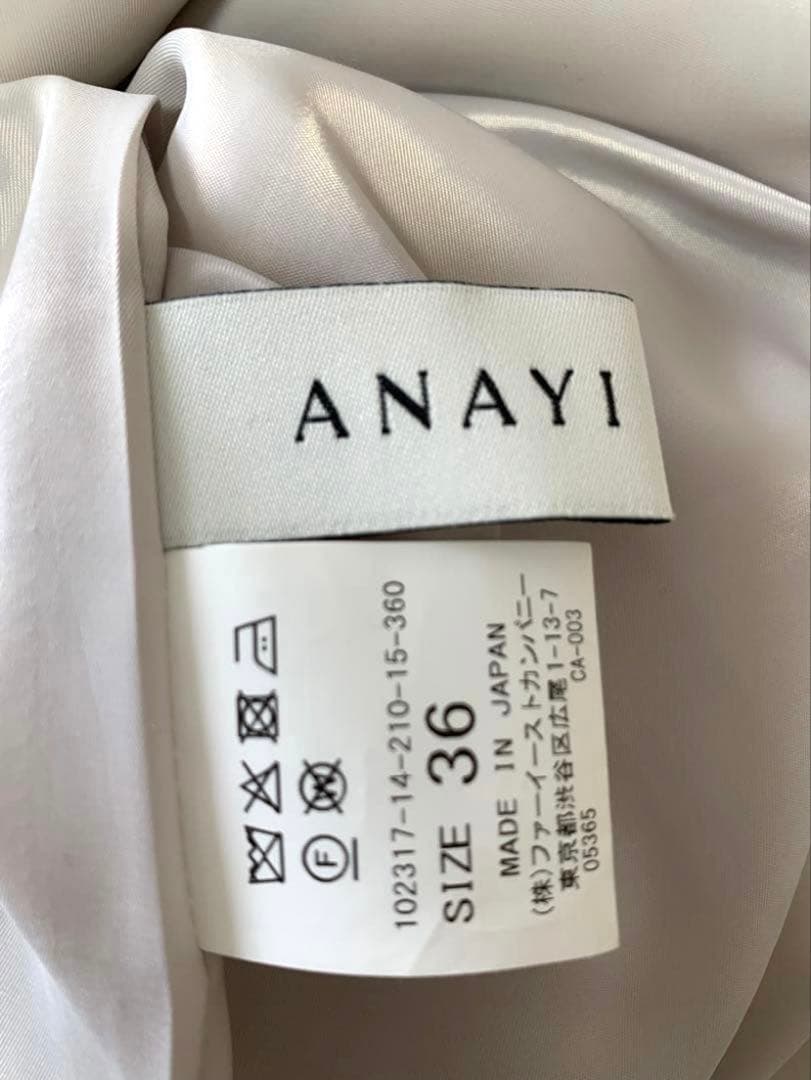 ANAYI
F
W
102317-14-210-15-360
SIZE 36
MADE IN JAPAN
(株)ファーイーストカンパニー
東京都渋谷区広尾1-13-7
05365 CA-003